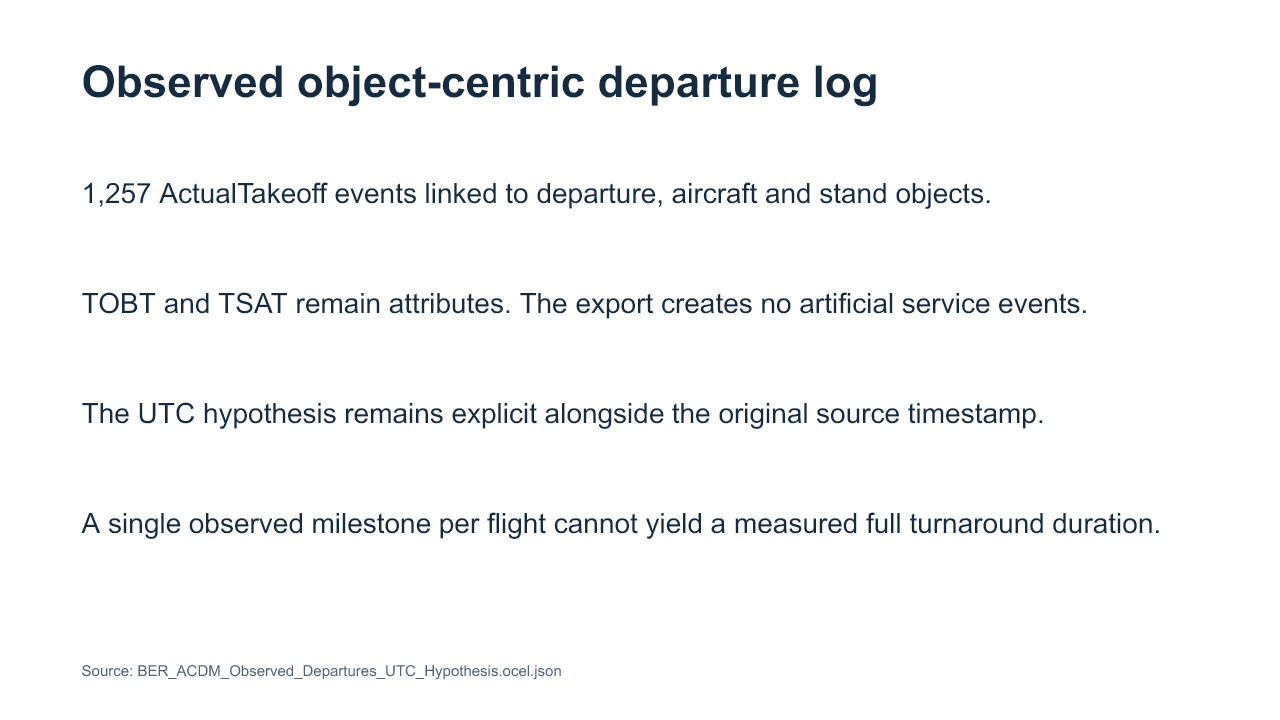 Observed object-centric departure log
1,257 ActualTakeoff events linked to departure, aircraft and stand objects.
TOBT and TSAT remain attributes. The export creates no artificial service events.
The UTC hypothesis remains explicit alongside the original source timestamp.
A single observed milestone per flight cannot yield a measured full turnaround duration.
Source: BER_ACDM_Observed_Departures_UTC_Hypothesis.ocel.json